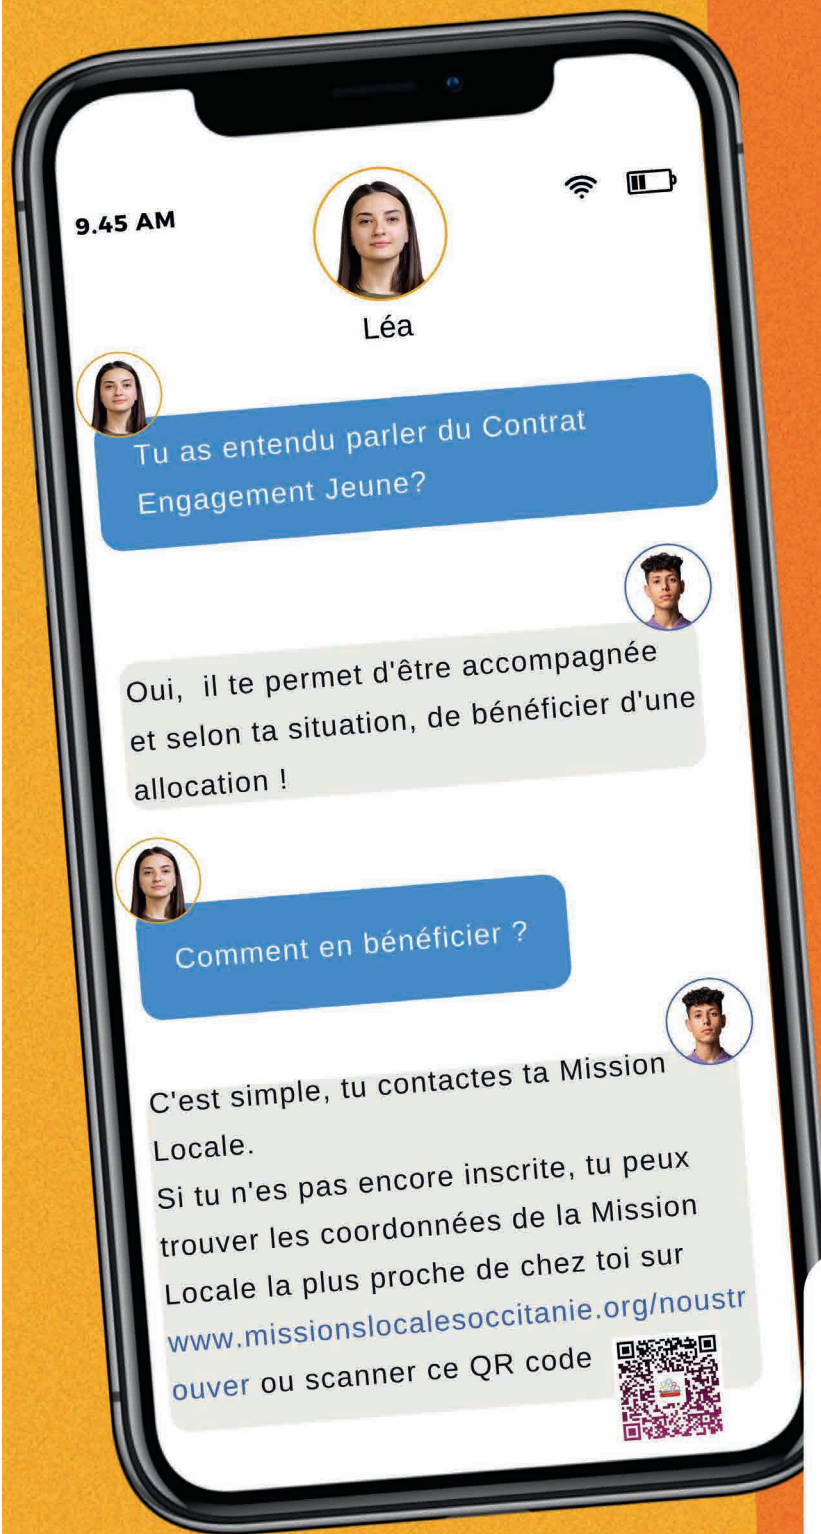 9.45 AM
Léa
Tu as entendu parler du Contrat
Engagement Jeune?
Oui, il te permet d'être accompagnée
et selon ta situation, de bénéficier d'une
allocation !
Comment en bénéficier ?
C'est simple, tu contactes ta Mission
Locale.
Si tu n'es pas encore inscrite, tu peux
trouver les coordonnées de la Mission
Locale la plus proche de chez toi sur
www.missionslocalesoccitanie.org/noustr
ouver ou scanner ce QR code